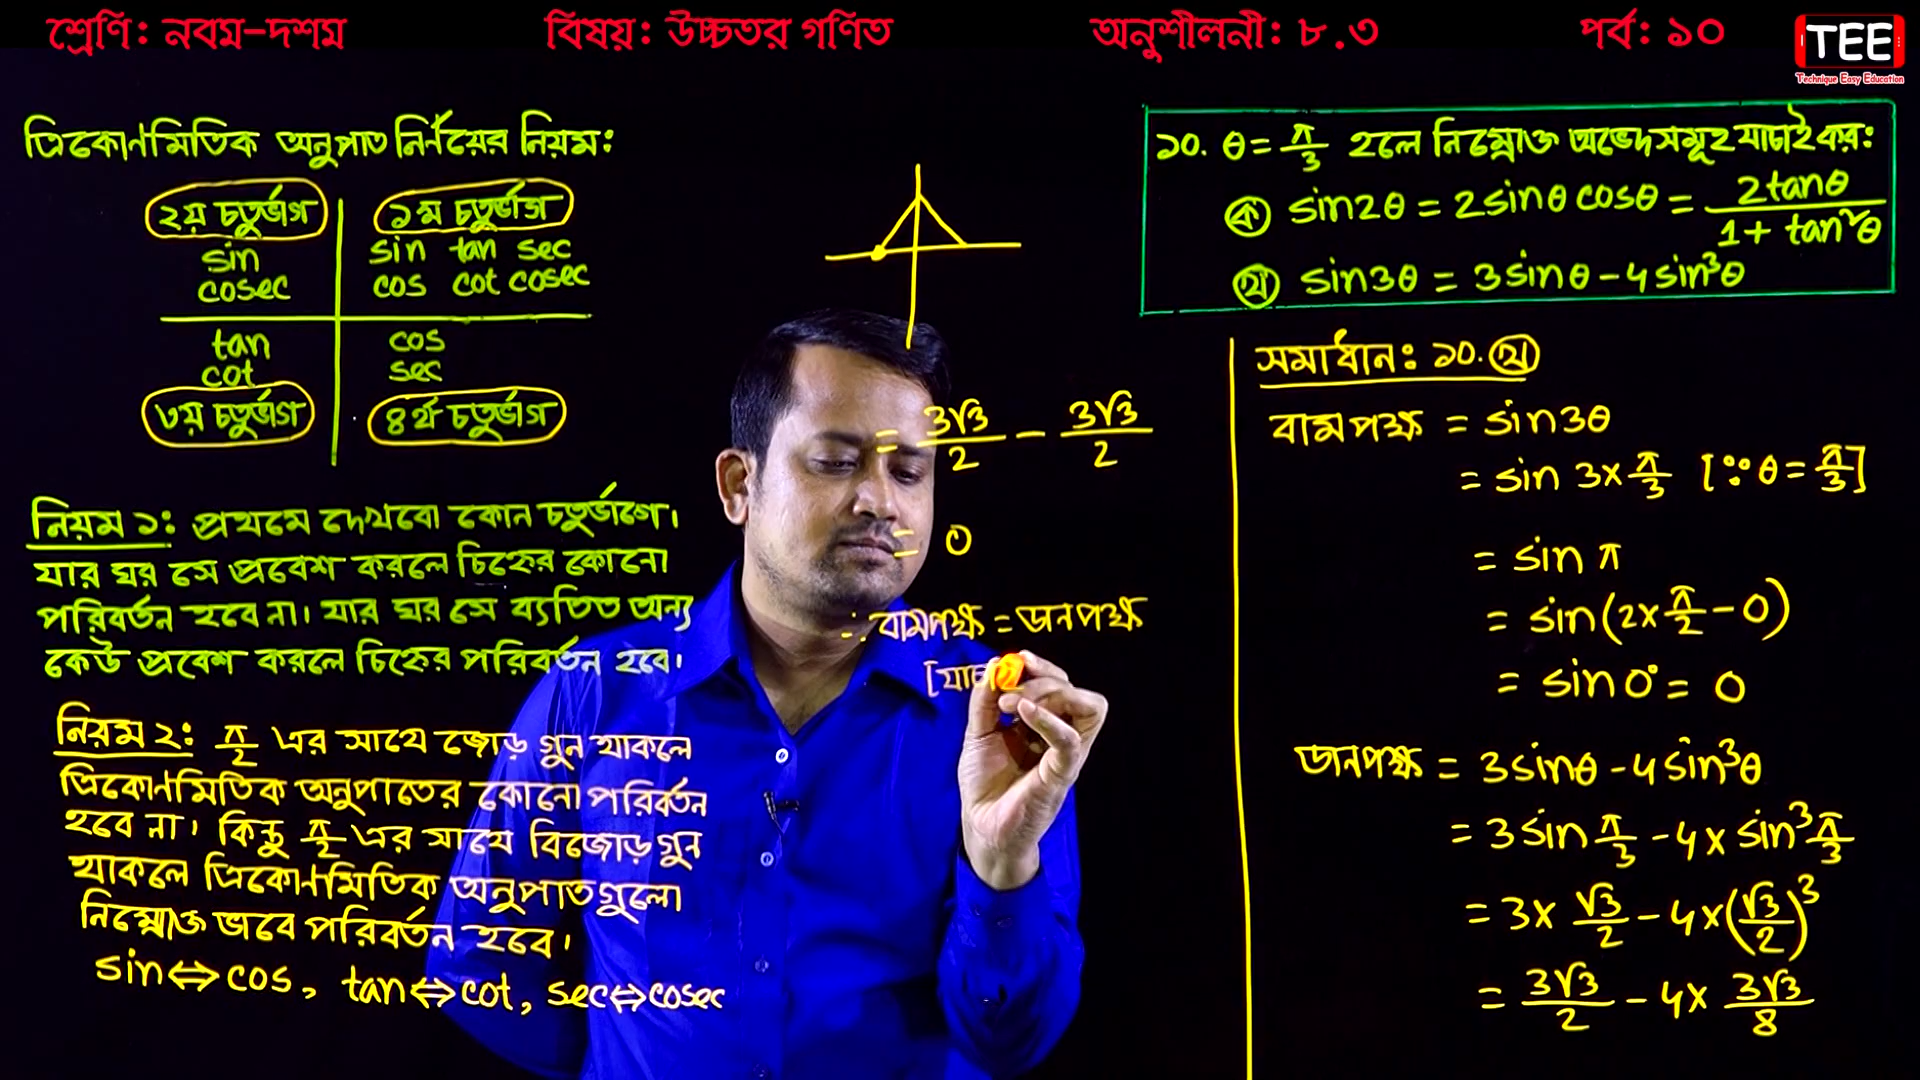 শ্রেণি: নবম-দশম
বিষয়: উচ্চতর গণিত
অনুশীলনী: ৮.৩
পর্ব: ১০
TEE
Technique Easy Education
ত্রিকোণমিতিক অনুপাত নির্ণয়ের নিয়ম:
২য় চতুর্ভাগ
sin
cosec
১ম চতুর্ভাগ
sin tan sec
cos cot cosec
tan
cot
৩য় চতুর্ভাগ
cos
sec
৪র্থ চতুর্ভাগ
নিয়ম ১: প্রথমে দেখবো কোন চতুর্ভাগে।
যার ঘর সে প্রবেশ করলে চিহ্নের কোনো
পরিবর্তন হবে না। যার ঘর সে ব্যতিত অন্য
কেউ প্রবেশ করলে চিহ্নের পরিবর্তন হবে।
নিয়ম ২: π/2 এর সাথে জোড় গুন থাকলে
ত্রিকোণমিতিক অনুপাতের কোনো পরিবর্তন
হবে না। কিন্তু π/2 এর সাথে বিজোড় গুন
থাকলে ত্রিকোণমিতিক অনুপাতগুলো
নিম্নোক্ত ভাবে পরিবর্তন হবে।
sin⇔cos, tan⇔cot, sec⇔cosec
= 3√3/2 − 3√3/2
= 0
∴ বামপক্ষ = ডানপক্ষ
[যাচাই
১০. θ = π/3 হলে নিম্নোক্ত অভেদসমূহ যাচাই কর:
ক sin2θ = 2sinθ cosθ = 2tanθ/1+tan²θ
খ sin3θ = 3sinθ − 4sin³θ
সমাধান: ১০. খ
বামপক্ষ = sin3θ
= sin 3×π/3 [∵θ = π/3]
= sin π
= sin(2×π/2 − 0)
= sin0° = 0
ডানপক্ষ = 3sinθ − 4sin³θ
= 3sin π/3 − 4× sin³ π/3
= 3× √3/2 − 4×(√3/2)³
= 3√3/2 − 4× 3√3/8